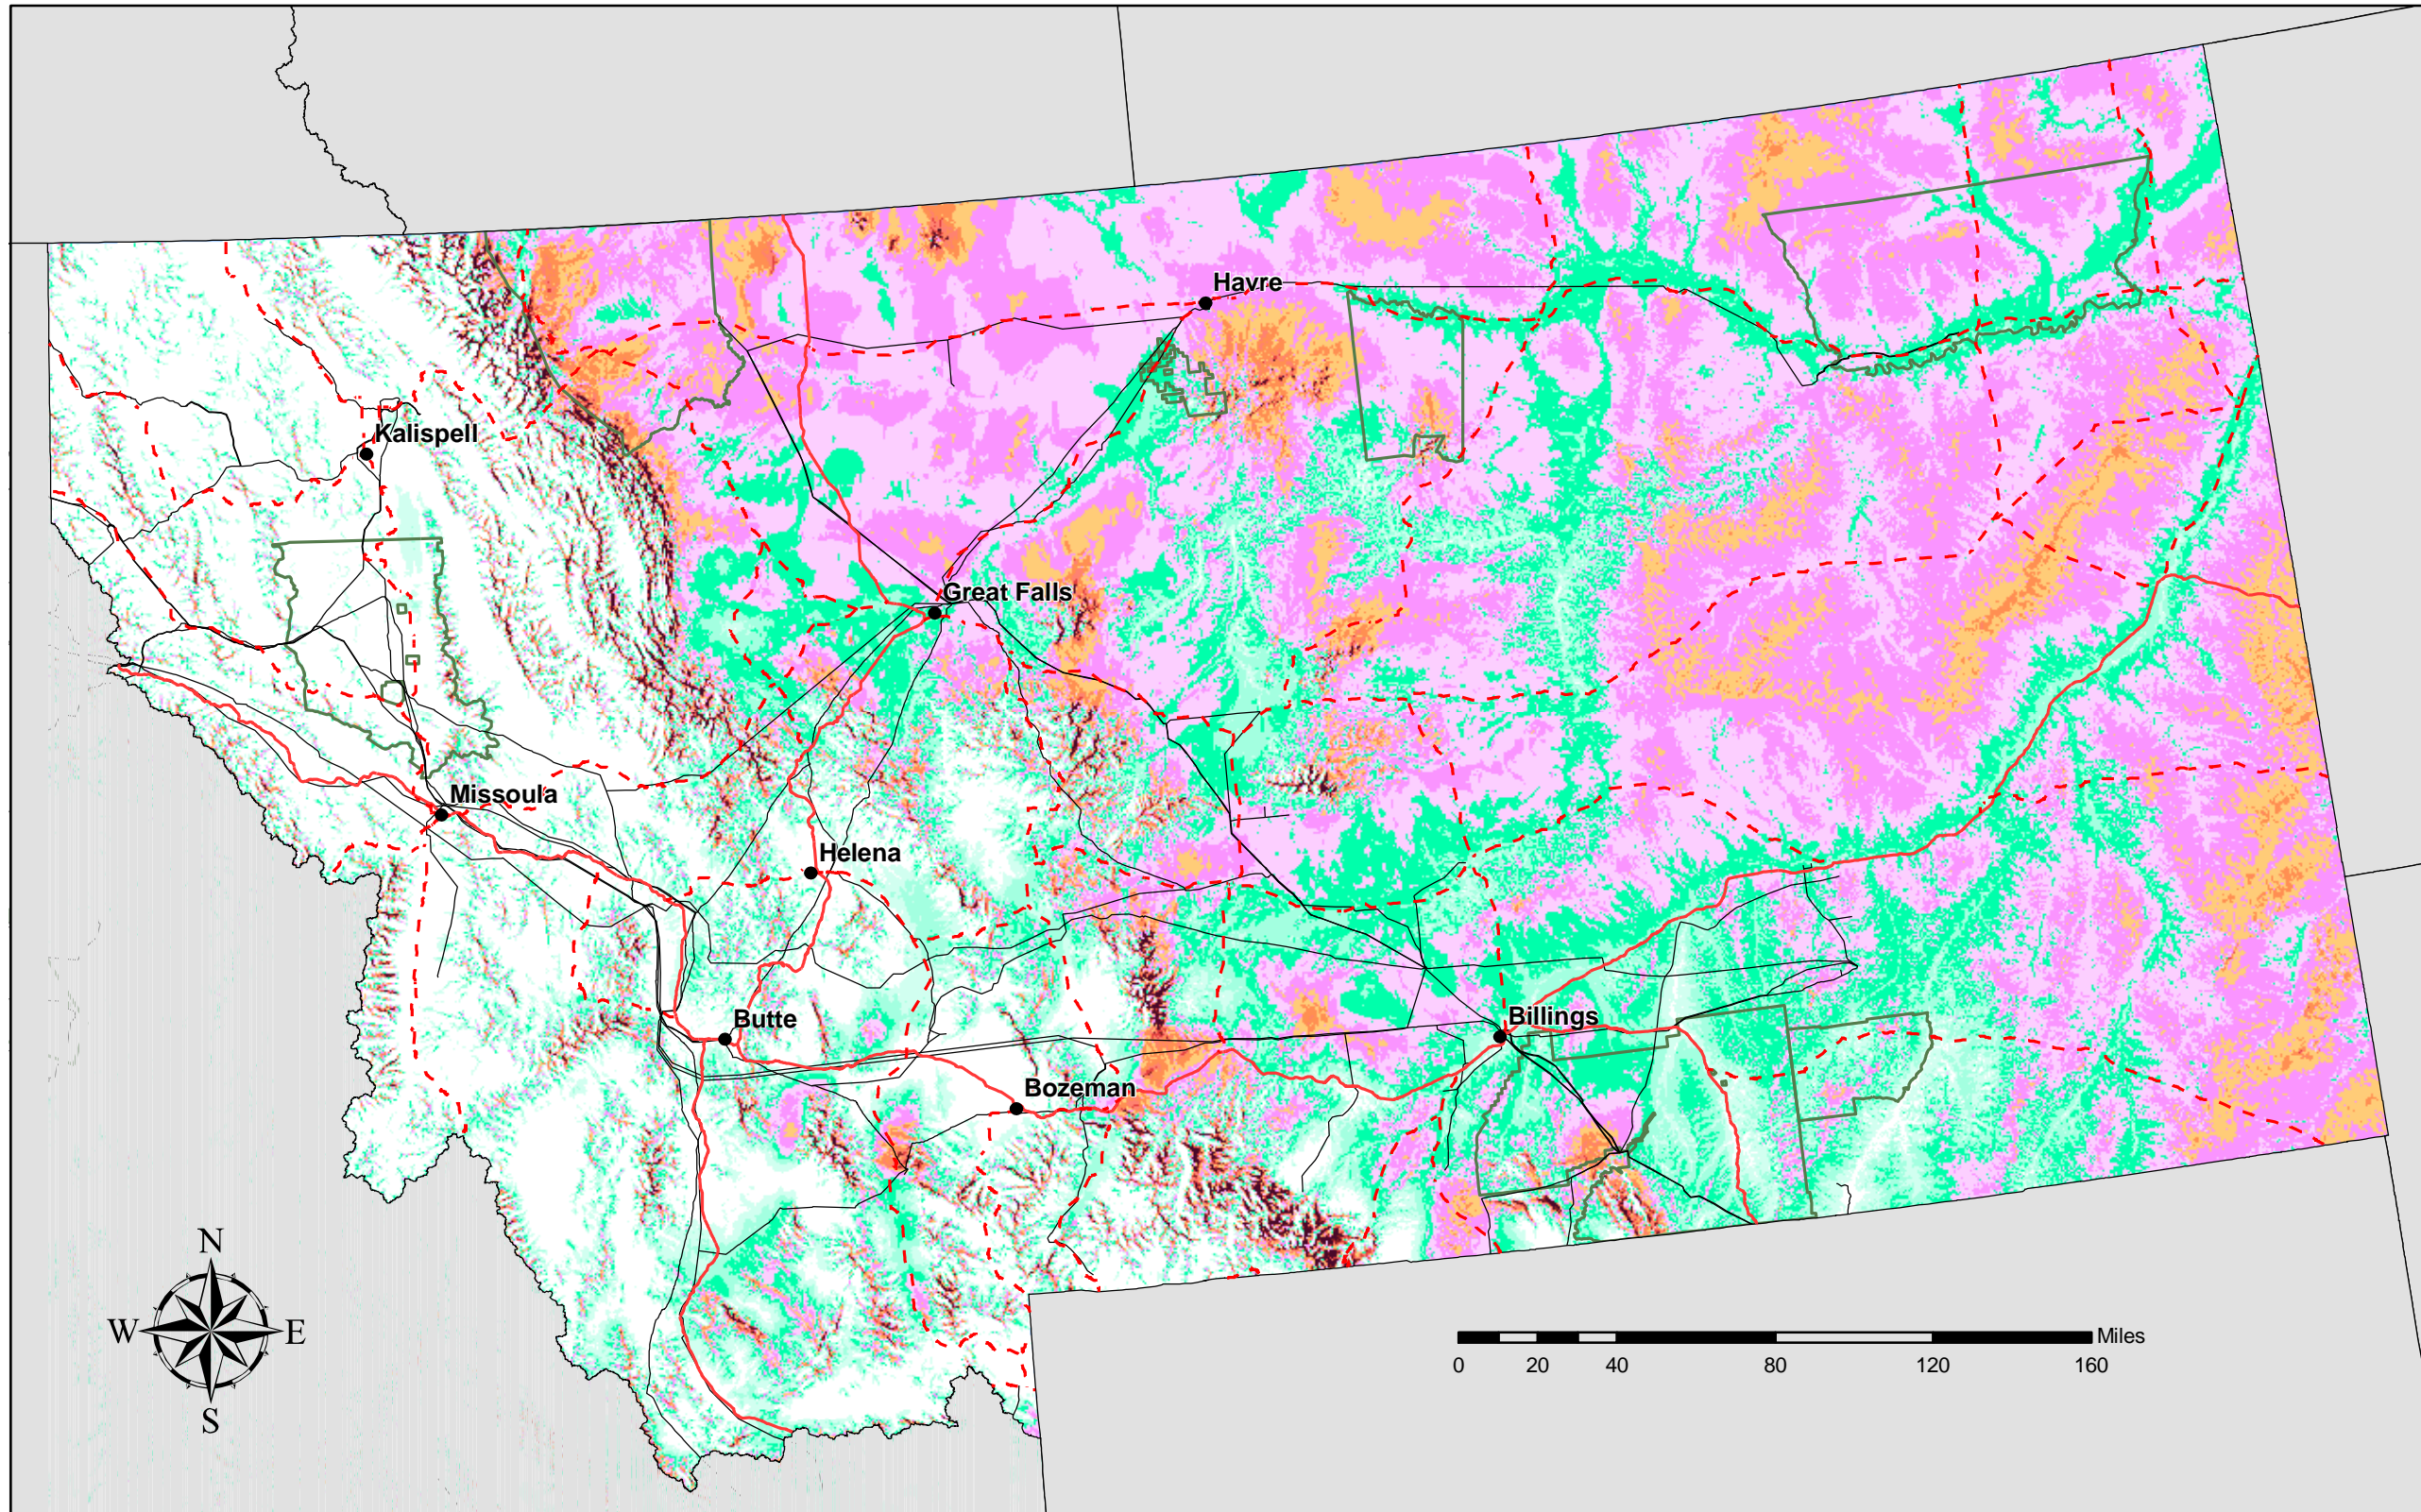 Havre
Kalispell
Great Falls
Missoula
Helena
Butte
Billings
Bozeman
N
W E
S
Miles
0 20 40 80 120 160